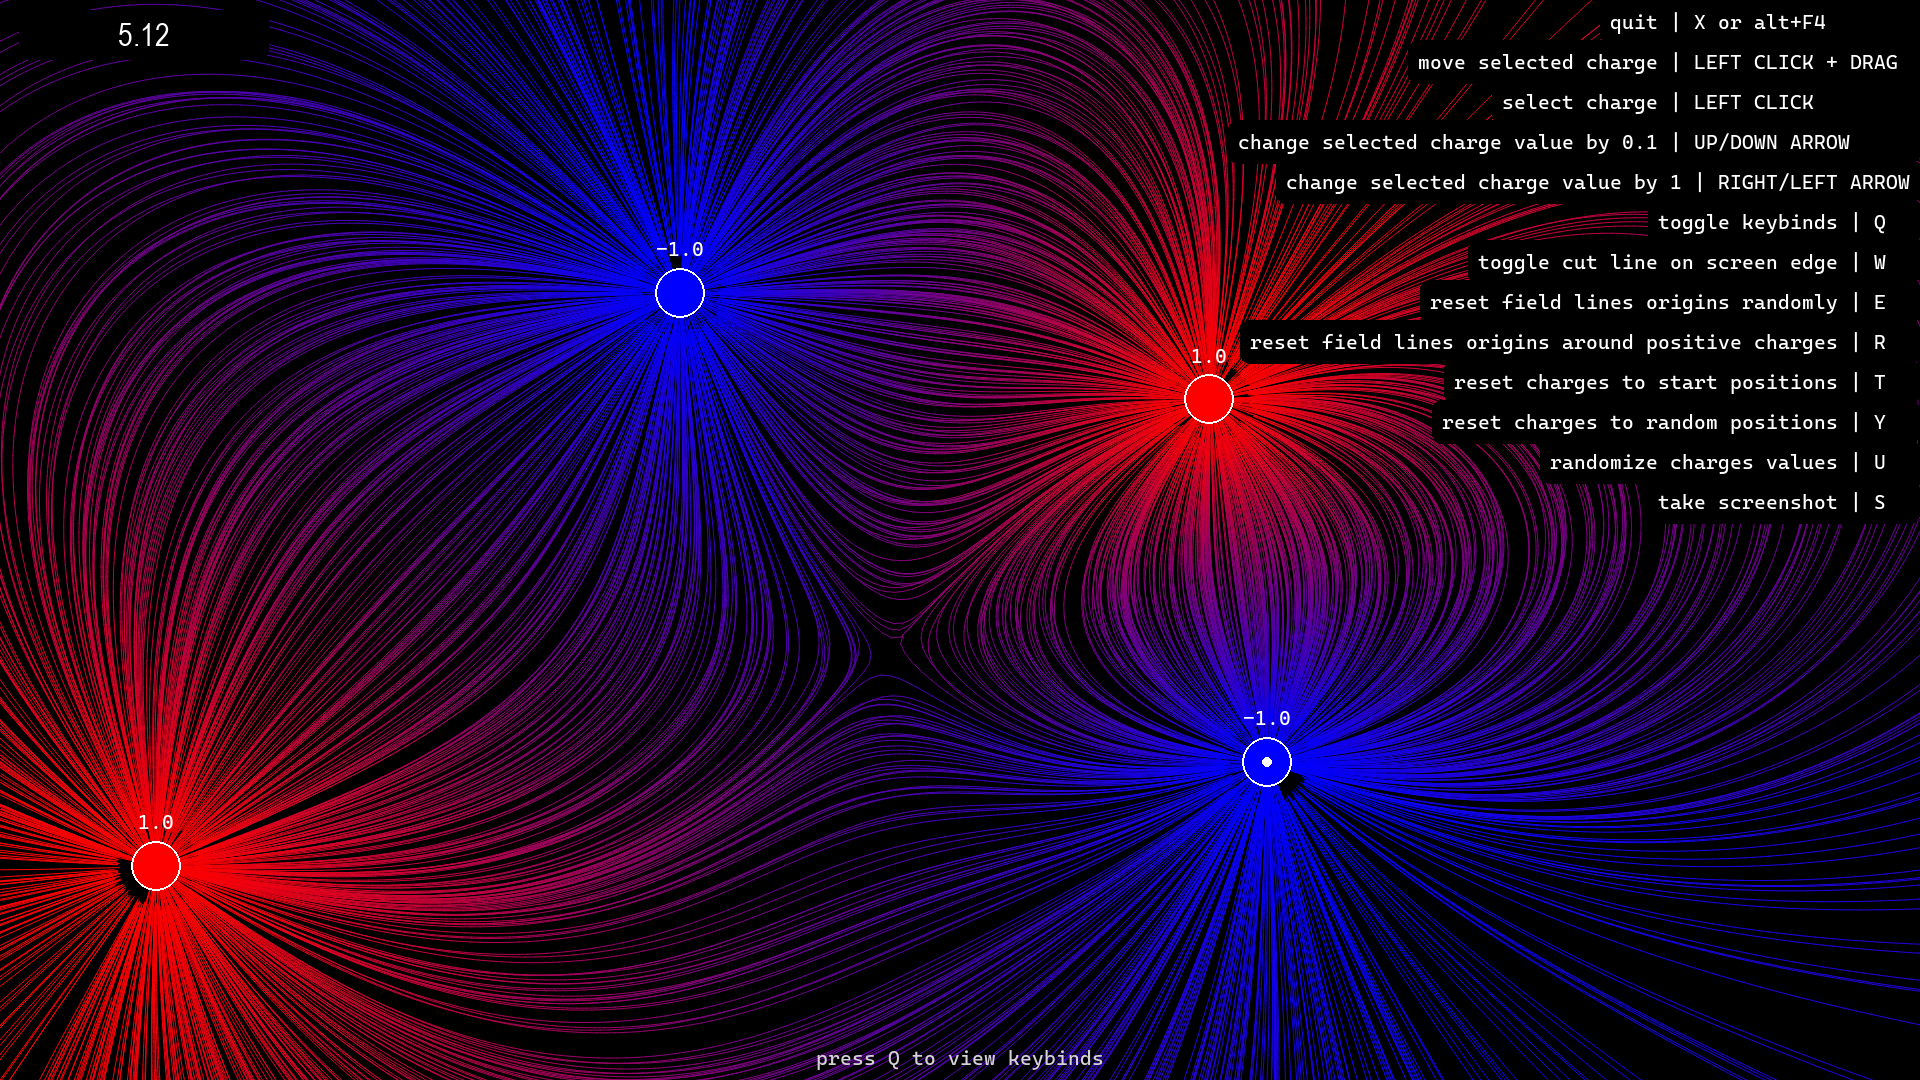 5.12
quit | X or alt+F4
move selected charge | LEFT CLICK + DRAG
select charge | LEFT CLICK
change selected charge value by 0.1 | UP/DOWN ARROW
change selected charge value by 1 | RIGHT/LEFT ARROW
toggle keybinds | Q
toggle cut line on screen edge | W
reset field lines origins randomly | E
reset field lines origins around positive charges | R
reset charges to start positions | T
reset charges to random positions | Y
randomize charges values | U
take screenshot | S
−1.0
1.0
−1.0
1.0
press Q to view keybinds